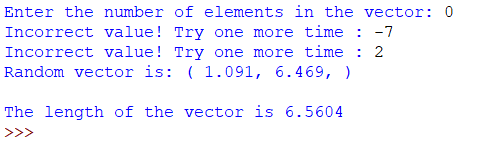 Enter the number of elements in the vector: 0
Incorrect value! Try one more time : -7
Incorrect value! Try one more time : 2
Random vector is: ( 1.091, 6.469, )
The length of the vector is 6.5604
>>>